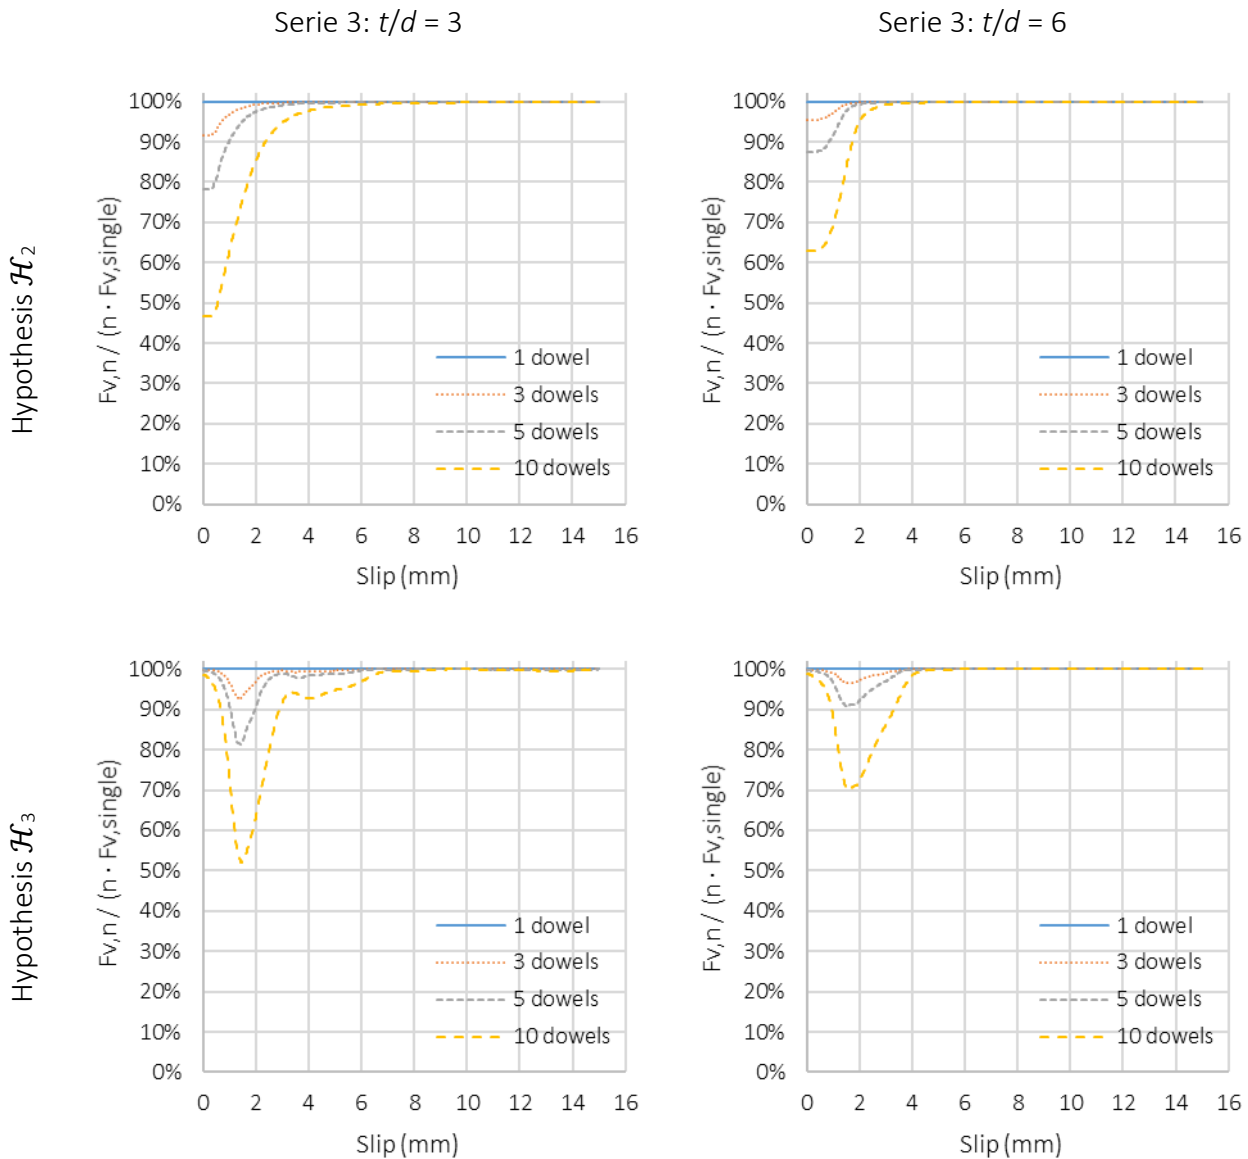 Serie 3: t/d = 3
Serie 3: t/d = 6
Hypothesis ℋ2
100%
90%
80%
70%
60%
50%
40%
30%
20%
10%
0%
Fv,n / (n · Fv,single)
1 dowel
3 dowels
5 dowels
10 dowels
0 2 4 6 8 10 12 14 16
Slip (mm)
100%
90%
80%
70%
60%
50%
40%
30%
20%
10%
0%
Fv,n / (n · Fv,single)
1 dowel
3 dowels
5 dowels
10 dowels
0 2 4 6 8 10 12 14 16
Slip (mm)
Hypothesis ℋ3
100%
90%
80%
70%
60%
50%
40%
30%
20%
10%
0%
Fv,n / (n · Fv,single)
1 dowel
3 dowels
5 dowels
10 dowels
0 2 4 6 8 10 12 14 16
Slip (mm)
100%
90%
80%
70%
60%
50%
40%
30%
20%
10%
0%
Fv,n / (n · Fv,single)
1 dowel
3 dowels
5 dowels
10 dowels
0 2 4 6 8 10 12 14 16
Slip (mm)